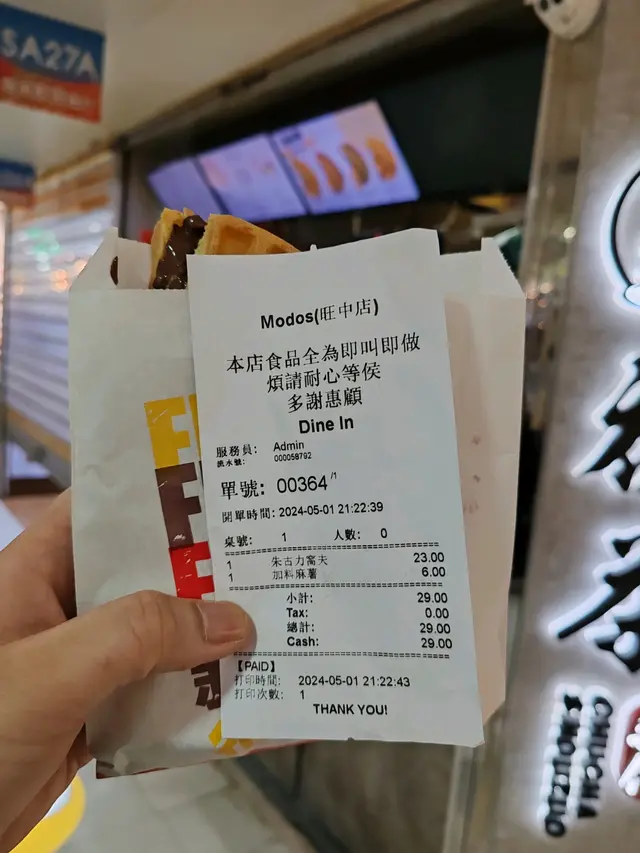 SA27A
Modos(旺中店)
本店食品全為即叫即做
煩請耐心等侯
多謝惠顧
Dine In
服務員: Admin
流水號: 000058792
單號: 00364 /1
開單時間: 2024-05-01 21:22:39
桌號: 1 人數: 0
1 朱古力窩夫 23.00
1 加料麻薯 6.00
小計: 29.00
Tax: 0.00
總計: 29.00
Cash: 29.00
【PAID】
打印時間: 2024-05-01 21:22:43
打印次數: 1
THANK YOU!